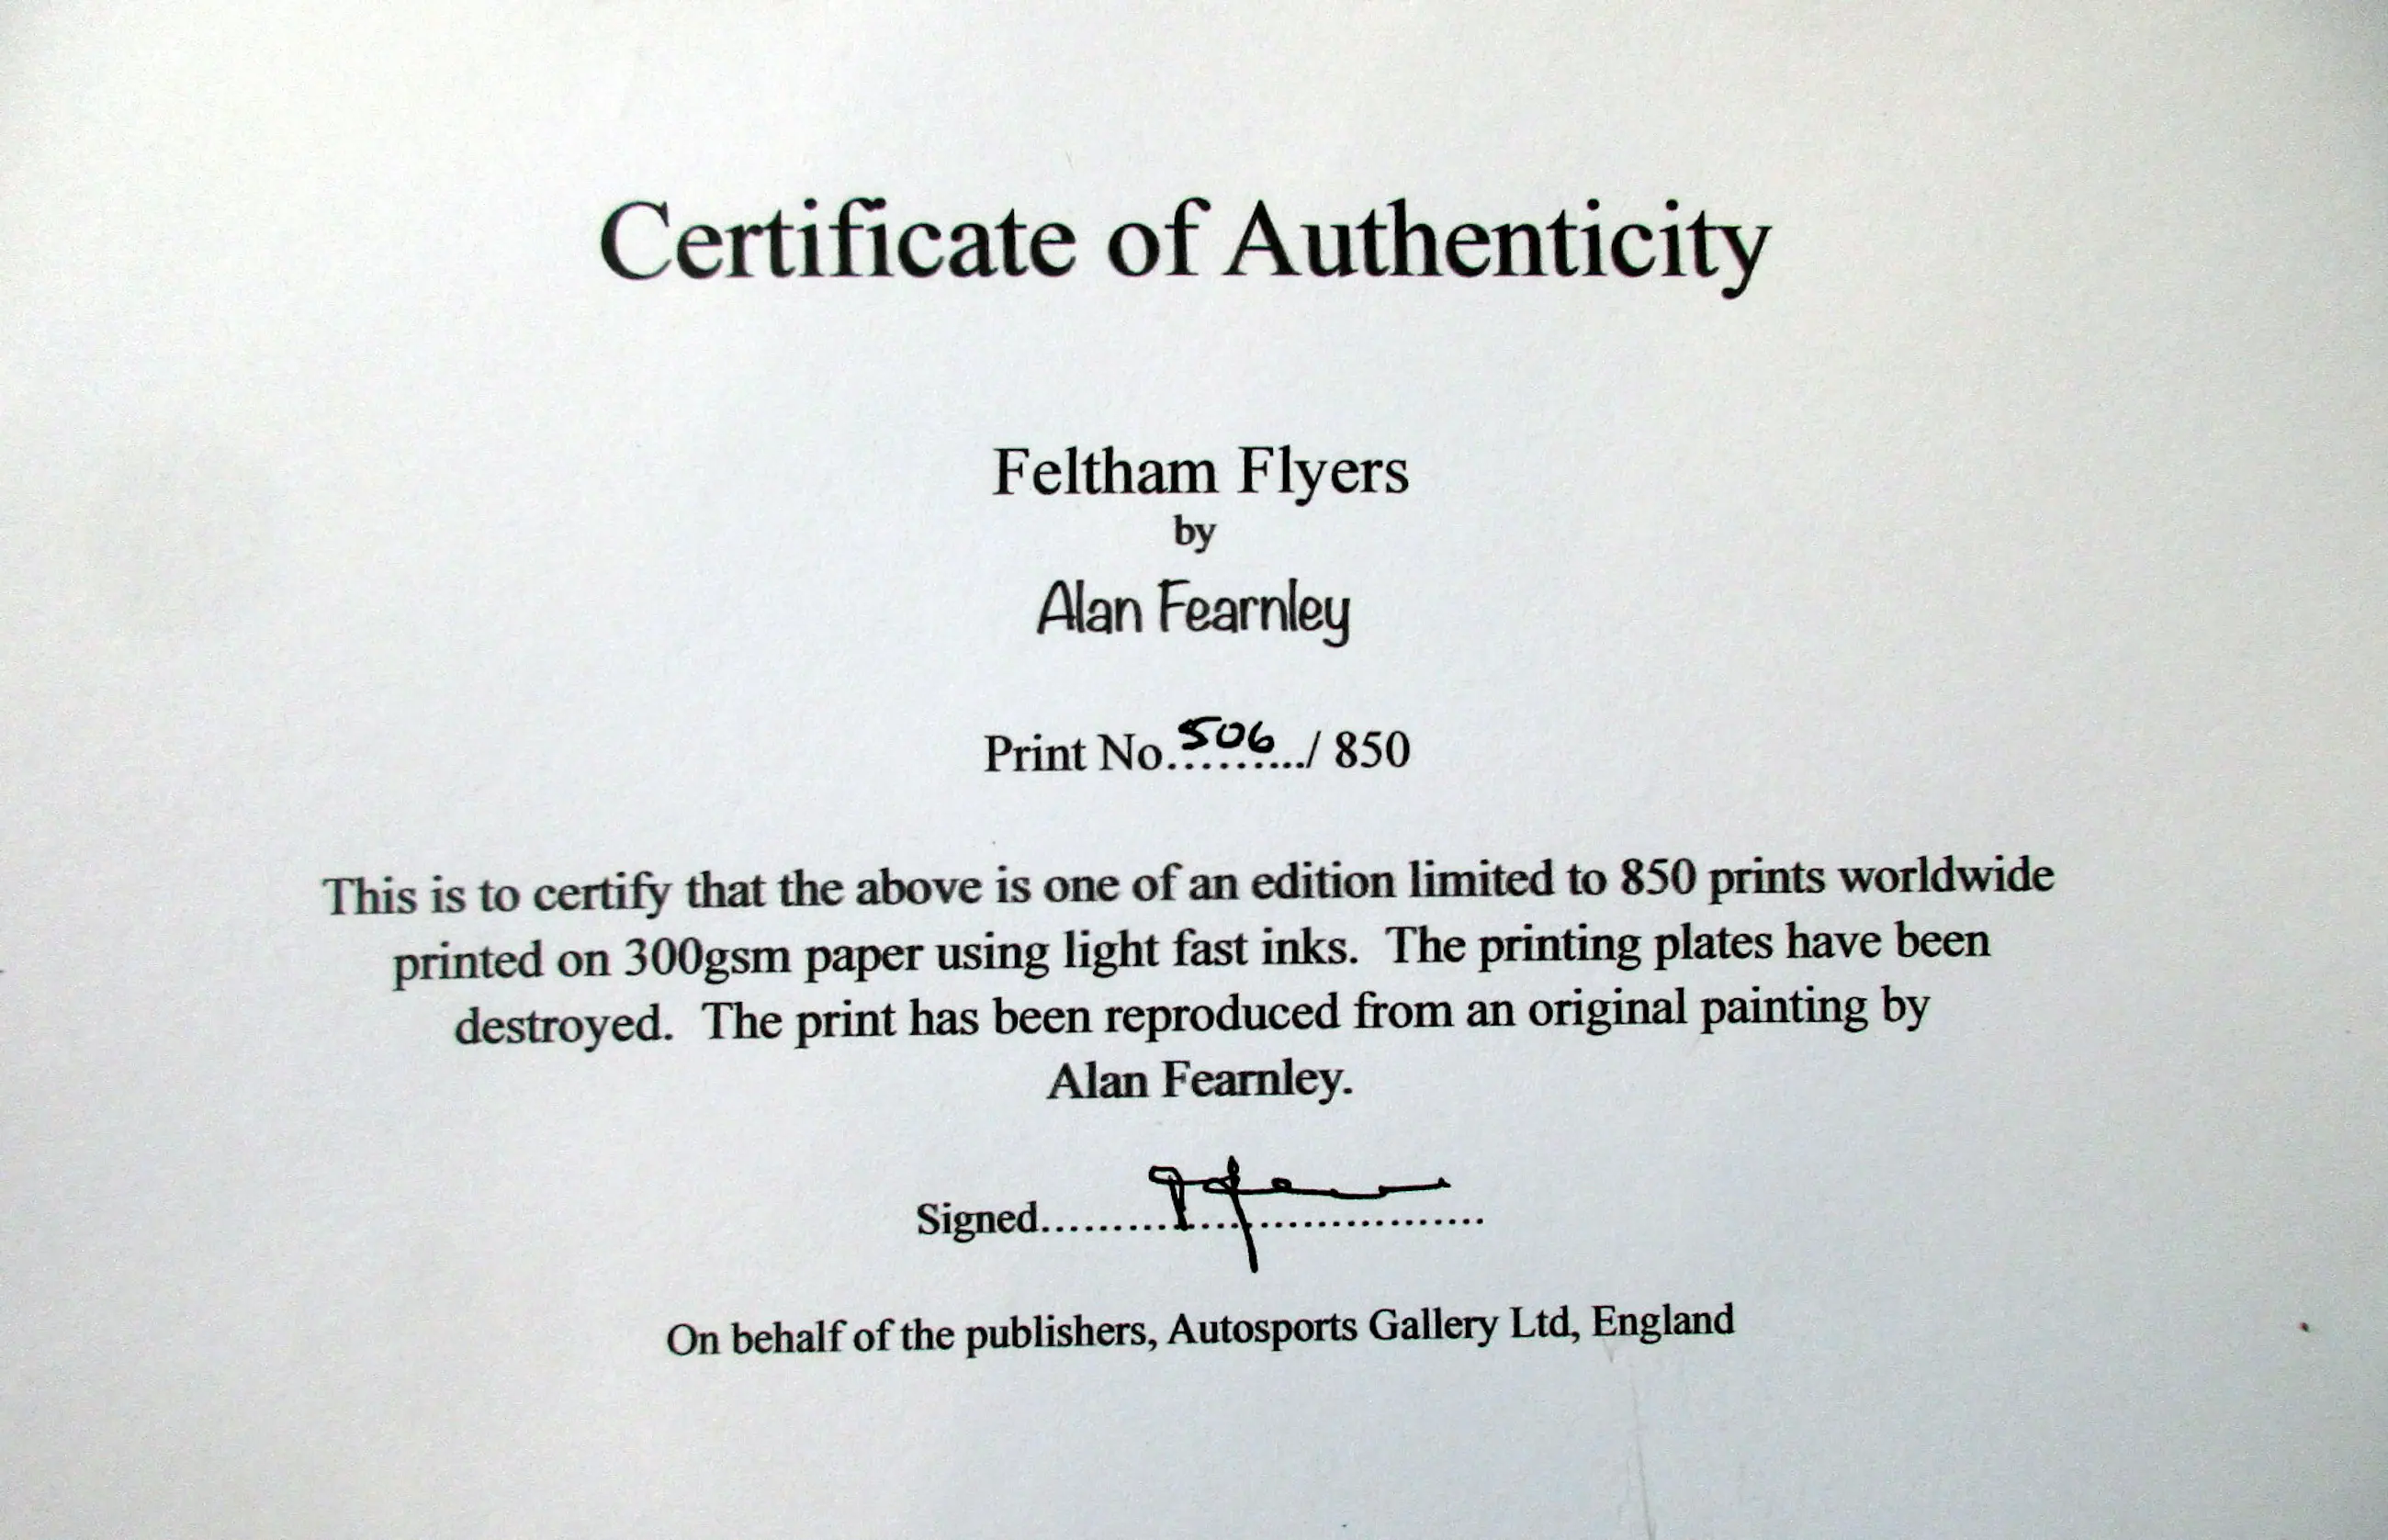 Certificate of Authenticity
Feltham Flyers
by
Alan Fearnley
Print No.506......../ 850
This is to certify that the above is one of an edition limited to 850 prints worldwide
printed on 300gsm paper using light fast inks. The printing plates have been
destroyed. The print has been reproduced from an original painting by
Alan Fearnley.
Signed...............................
On behalf of the publishers, Autosports Gallery Ltd, England